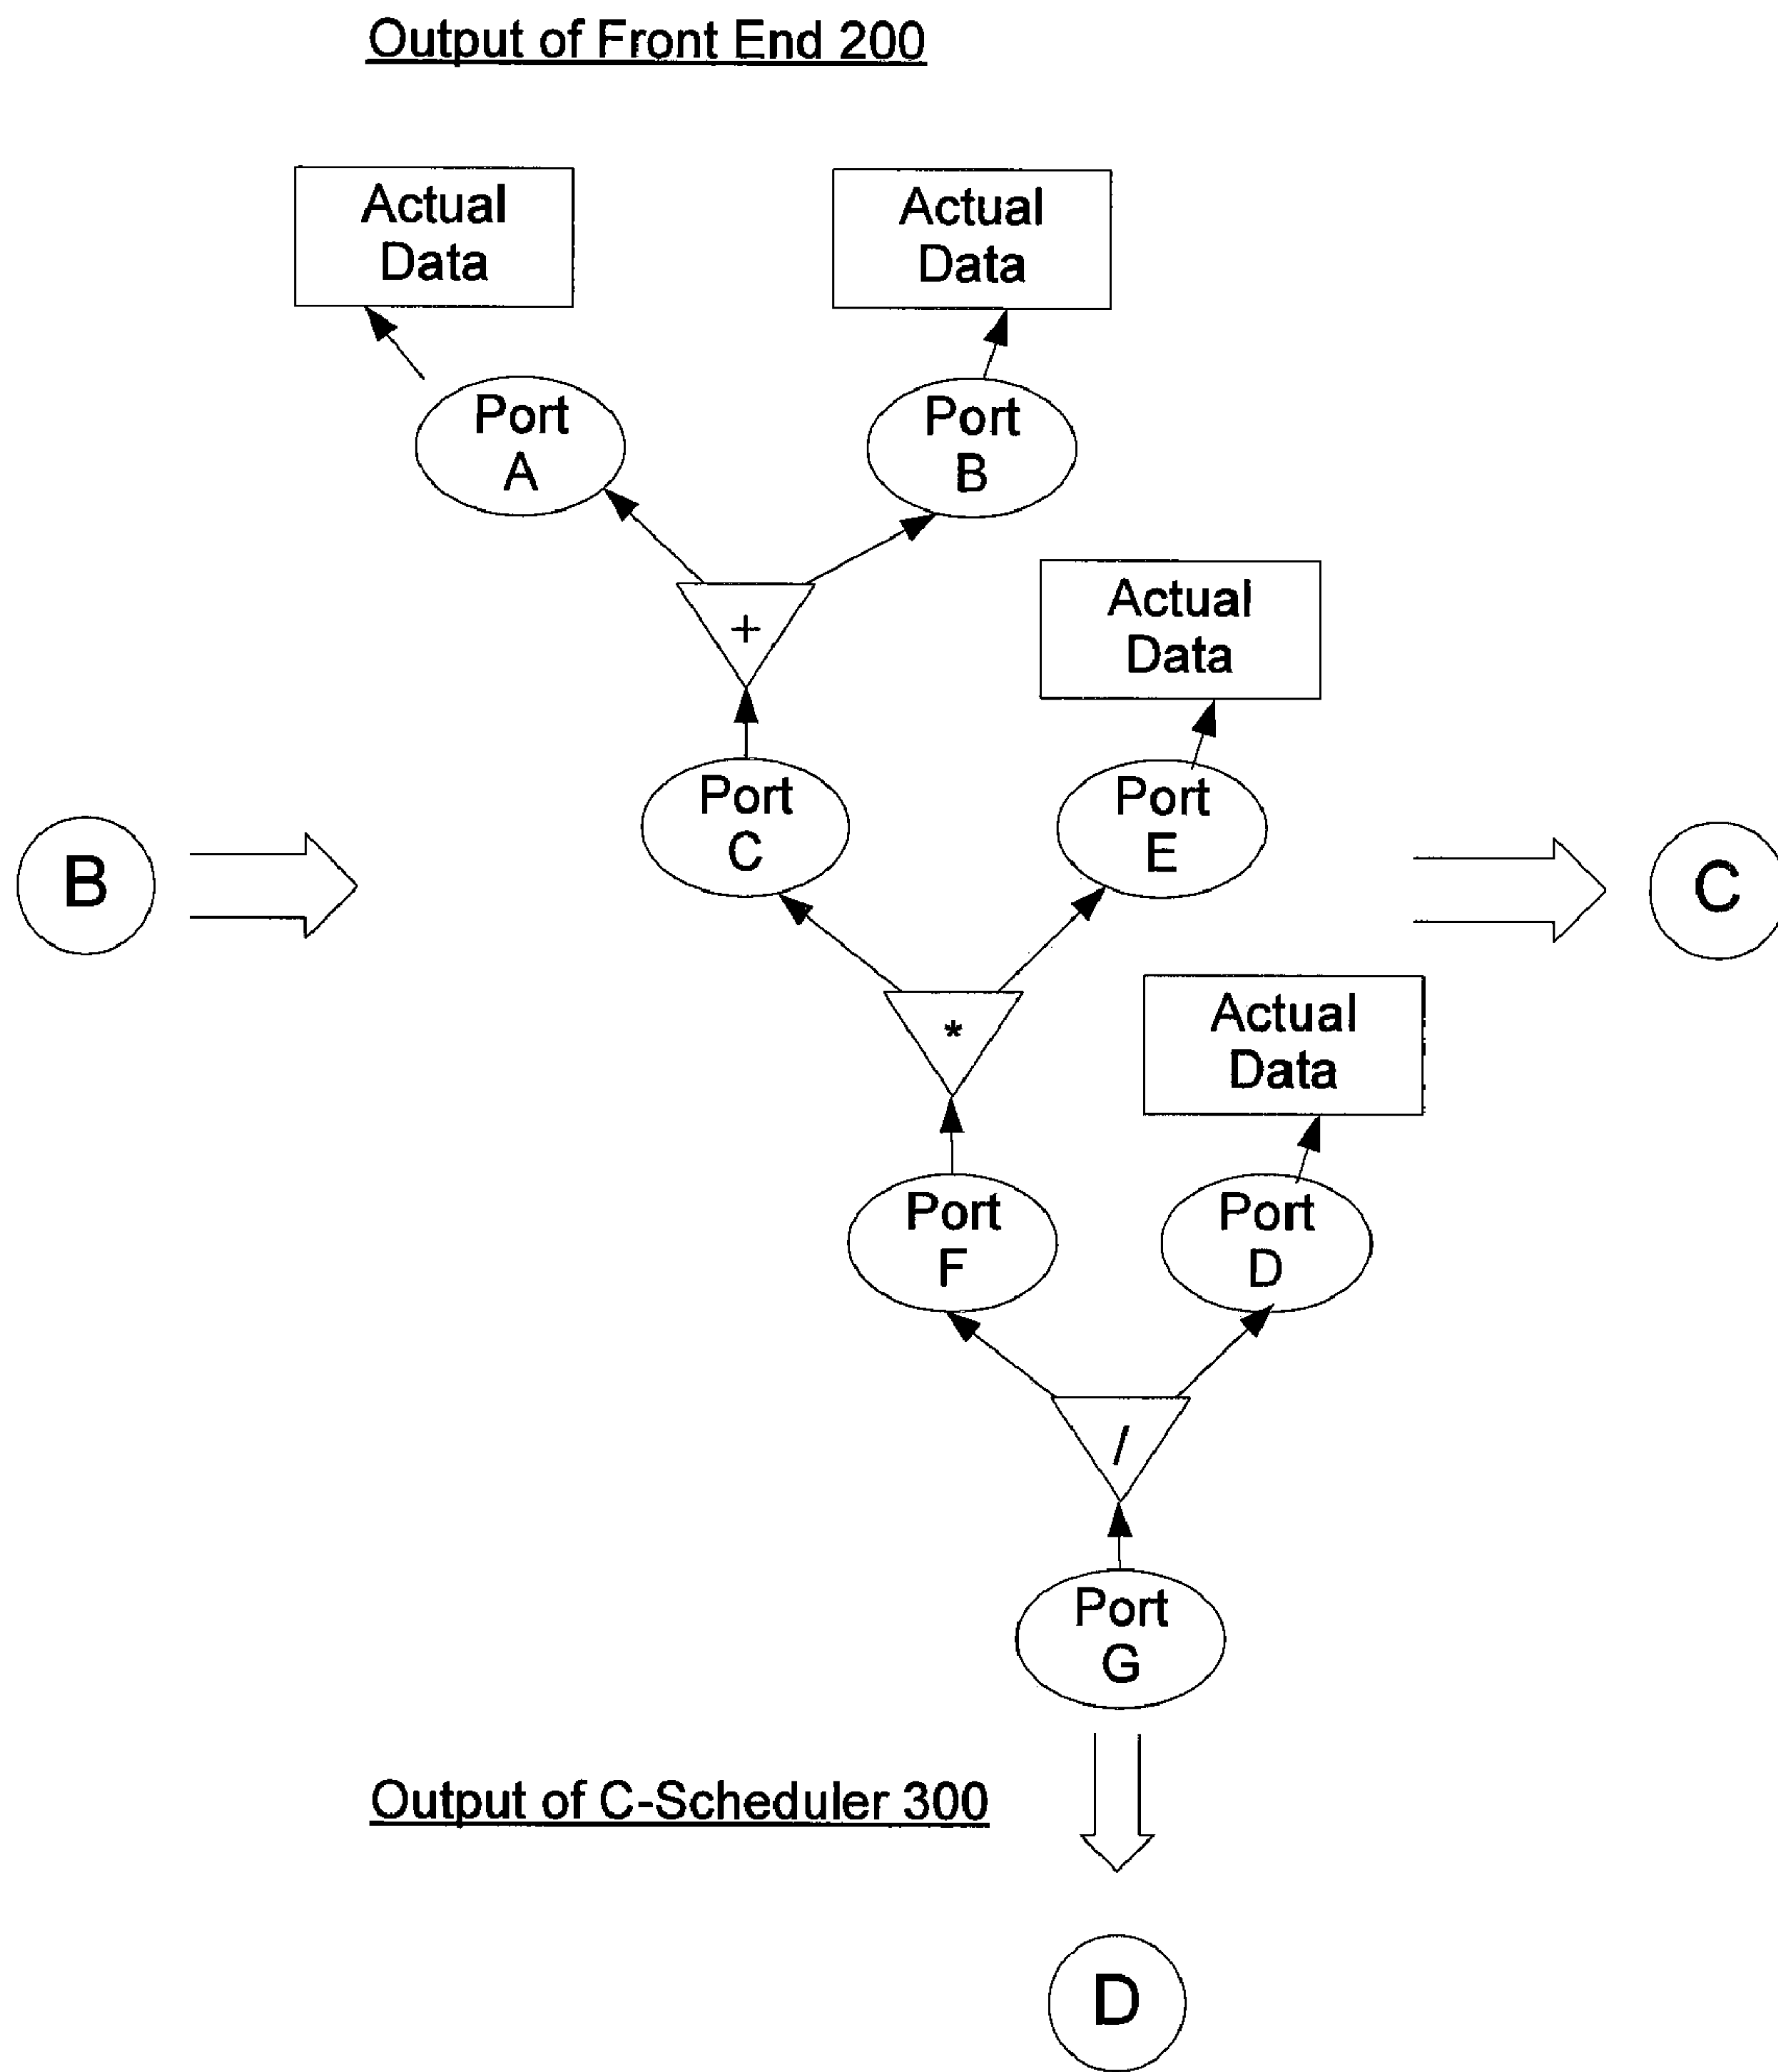 Output of Front End 200
Actual
Data
Actual
Data
Port
A
Port
B
+
Actual
Data
Port
C
Port
E
B
C
*
Actual
Data
Port
F
Port
D
/
Port
G
Output of C-Scheduler 300
D